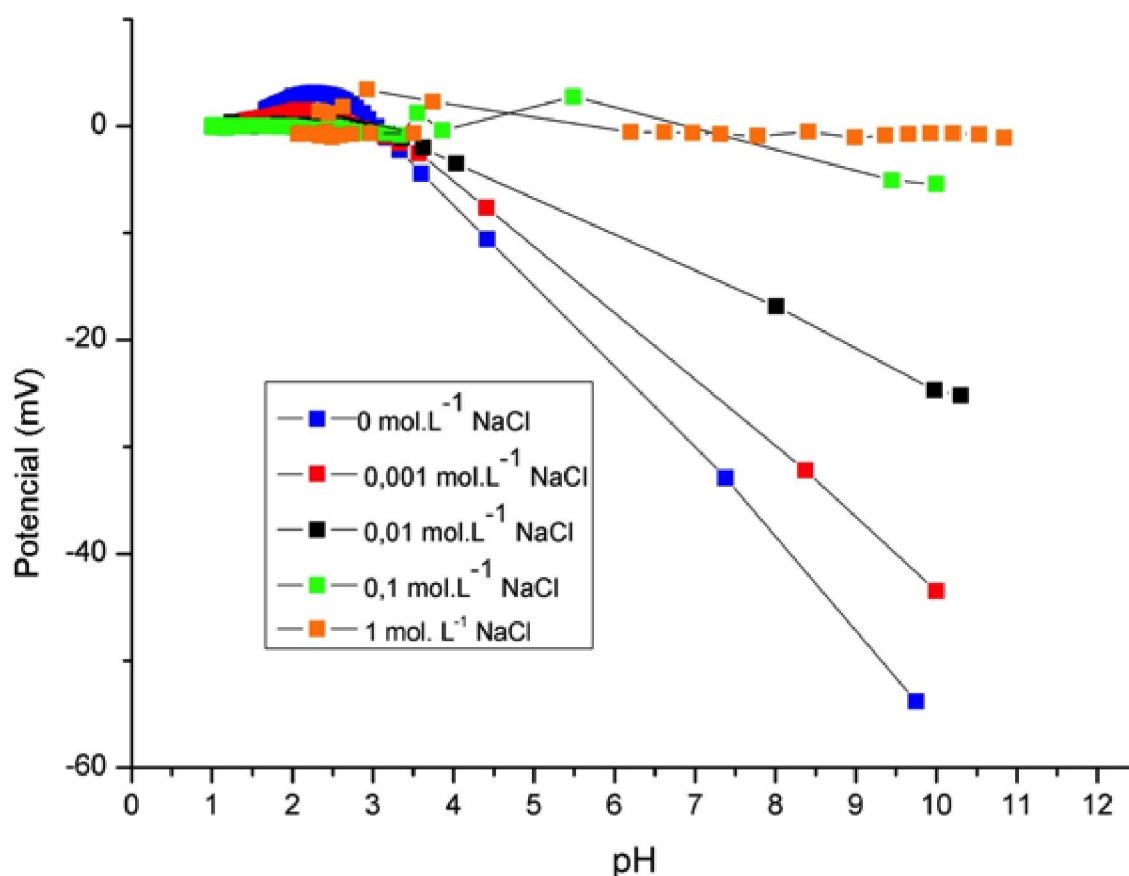 0
-20
-40
-60
Potencial (mV)
0 mol.L⁻¹ NaCl
0,001 mol.L⁻¹ NaCl
0,01 mol.L⁻¹ NaCl
0,1 mol.L⁻¹ NaCl
1 mol. L⁻¹ NaCl
0 1 2 3 4 5 6 7 8 9 10 11 12
pH